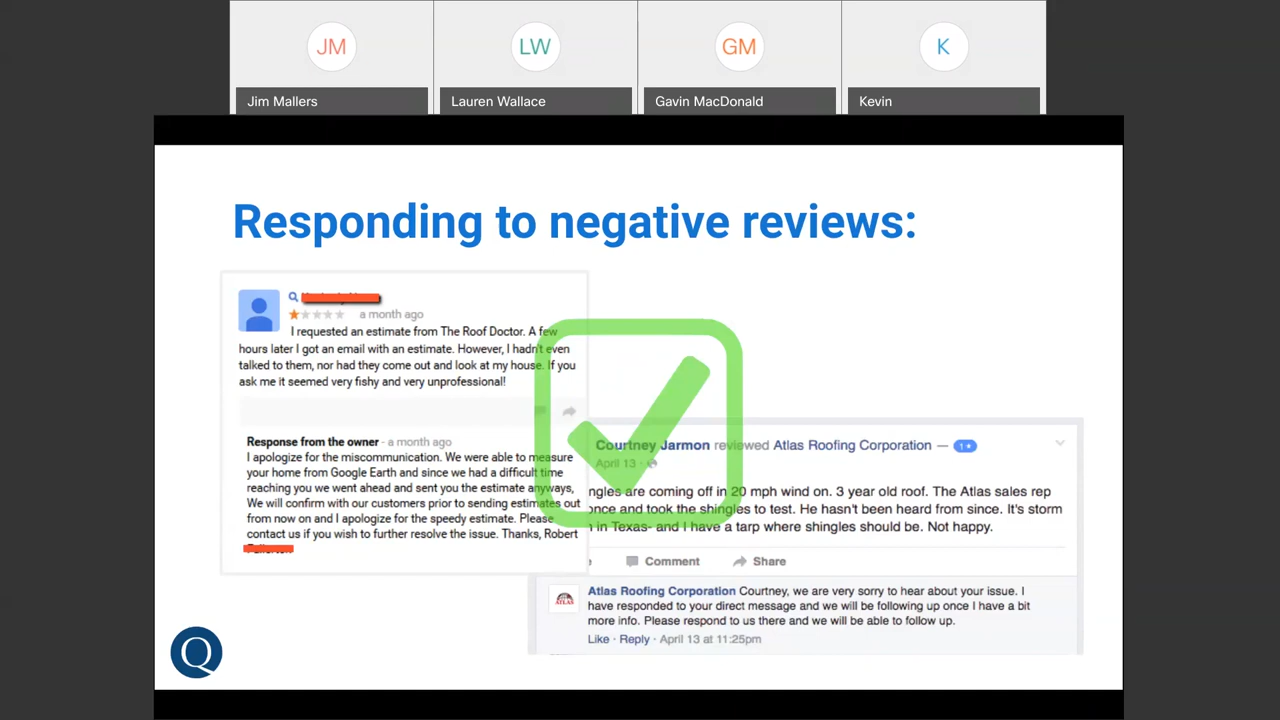 JM
LW
GM
K
Jim Mallers
Lauren Wallace
Gavin MacDonald
Kevin
Responding to negative reviews:
a month ago
I requested an estimate from The Roof Doctor. A few
hours later I got an email with an estimate. However, I hadn't even
talked to them, nor had they come out and look at my house. If you
ask me it seemed very fishy and very unprofessional!
Response from the owner - a month ago
I apologize for the miscommunication. We were able to measure
your home from Google Earth and since we had a difficult time
reaching you we went ahead and sent you the estimate anyways,
We will confirm with our customers prior to sending estimates out
from now on and I apologize for the speedy estimate. Please
contact us if you wish to further resolve the issue. Thanks, Robert
Courtney Jarmon reviewed Atlas Roofing Corporation — 1★
April 13
ngles are coming off in 20 mph wind on. 3 year old roof. The Atlas sales rep
once and took the shingles to test. He hasn't been heard from since. It's storm
in Texas- and I have a tarp where shingles should be. Not happy.
Comment Share
ATLAS
Atlas Roofing Corporation Courtney, we are very sorry to hear about your issue. I
have responded to your direct message and we will be following up once I have a bit
more info. Please respond to us there and we will be able to follow up.
Like · Reply · April 13 at 11:25pm
Q